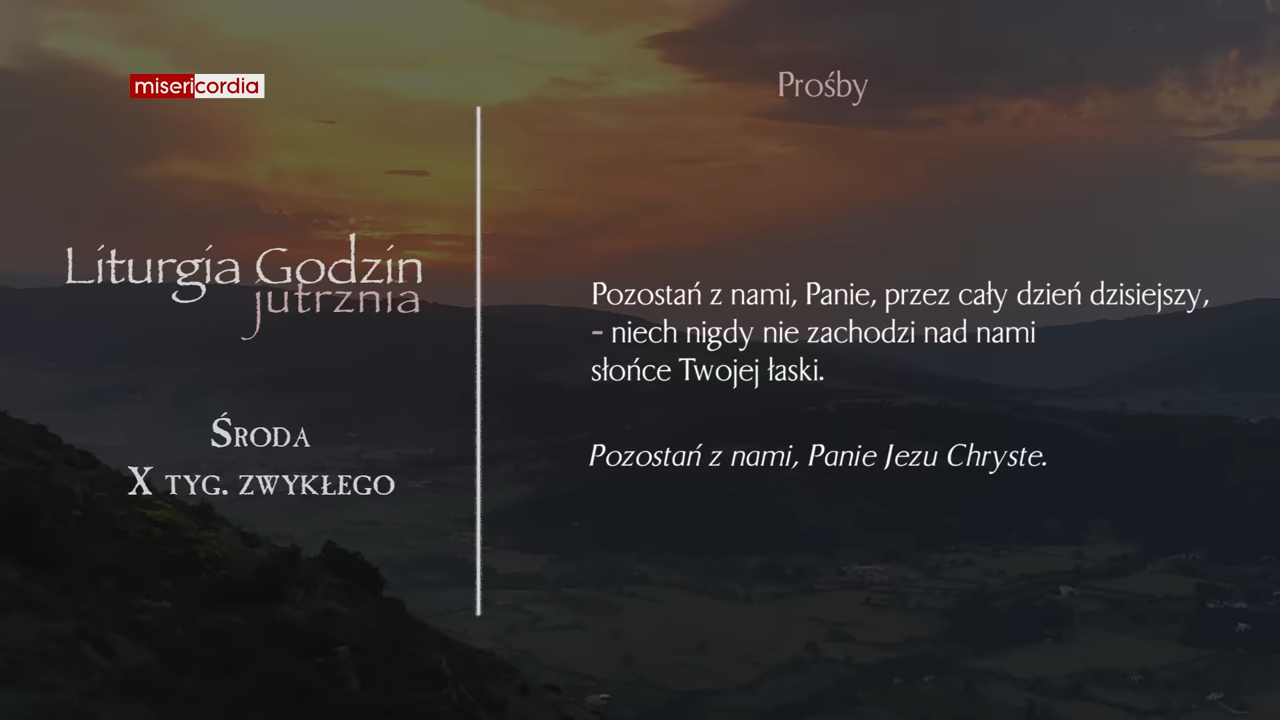 misericordia
Liturgia Godzin
jutrznia
Środa
X tyg. zwykłego
Prośby
Pozostań z nami, Panie, przez cały dzień dzisiejszy,
- niech nigdy nie zachodzi nad nami
słońce Twojej łaski.
Pozostań z nami, Panie Jezu Chryste.